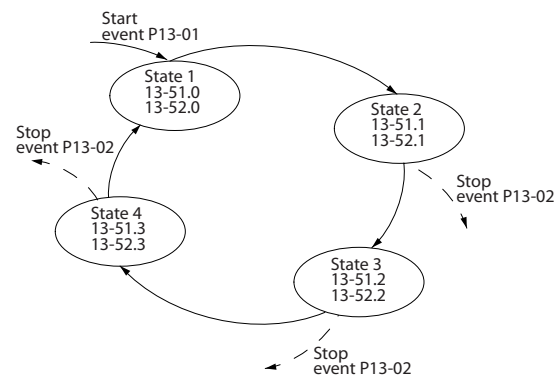 Start
event P13-01
State 1
13-51.0
13-52.0
State 2
13-51.1
13-52.1
Stop
event P13-02
Stop
event P13-02
State 4
13-51.3
13-52.3
State 3
13-51.2
13-52.2
Stop
event P13-02